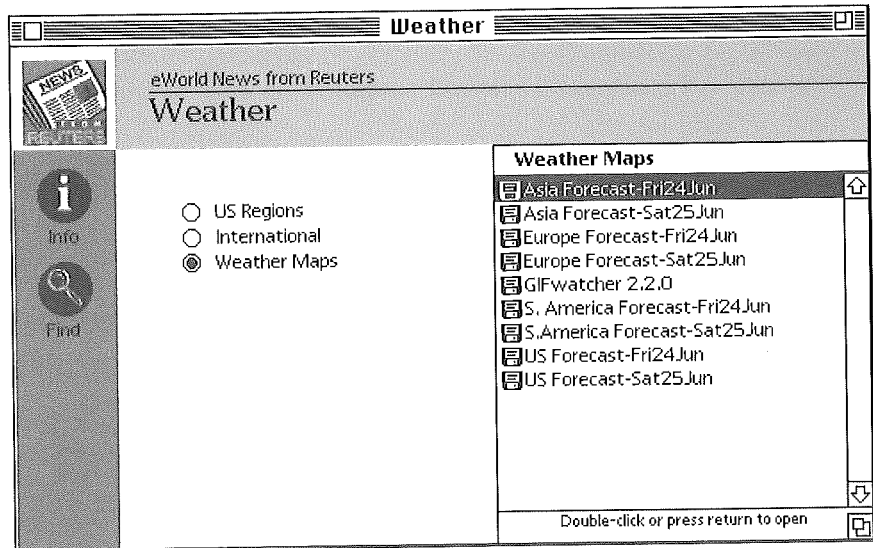 Weather
NEWS
REUTERS
eWorld News from Reuters
Weather
Info
Find
US Regions
International
Weather Maps
Weather Maps
Asia Forecast-Fri24Jun
Asia Forecast-Sat25Jun
Europe Forecast-Fri24Jun
Europe Forecast-Sat25Jun
GIFwatcher 2.2.0
S. America Forecast-Fri24Jun
S.America Forecast-Sat25Jun
US Forecast-Fri24Jun
US Forecast-Sat25Jun
Double-click or press return to open